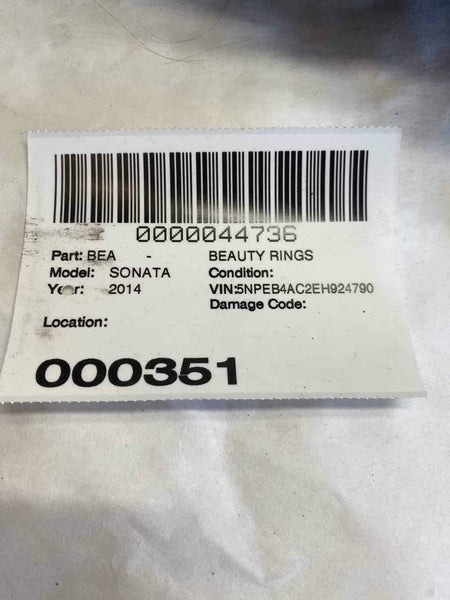 0000044736
Part: BEA - BEAUTY RINGS
Model: SONATA Condition:
Year: 2014 VIN:5NPEB4AC2EH924790
Damage Code:
Location:
000351